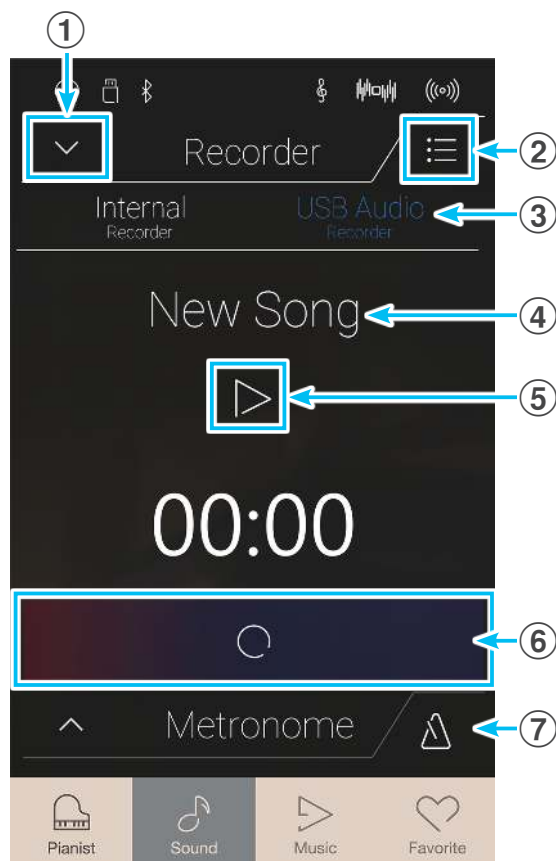 ①
Recorder
②
Internal
Recorder
USB Audio
Recorder
③
New Song
④
⑤
00:00
⑥
Metronome
⑦
Pianist
Sound
Music
Favorite